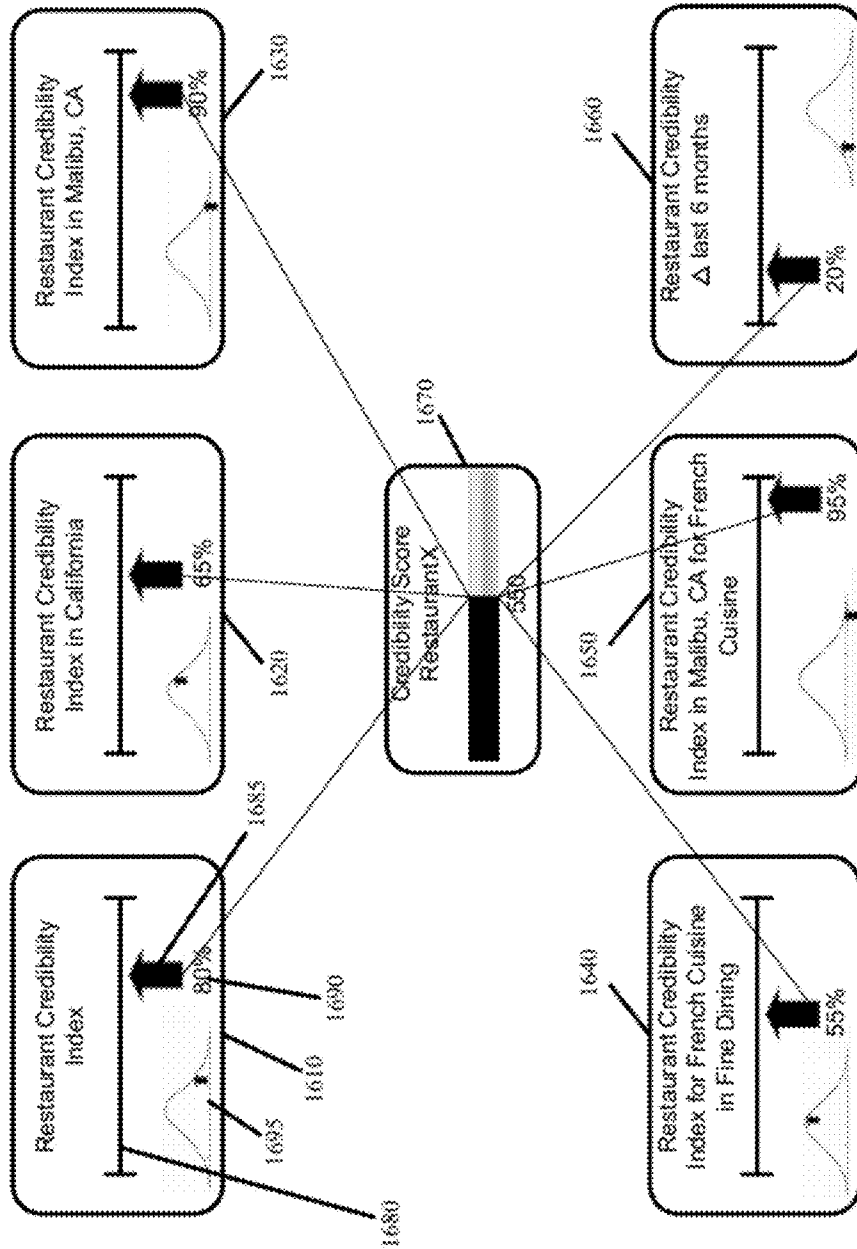 Restaurant Credibility
Index
80%
1685
1690
1610
1695
1680
Restaurant Credibility
Index in California
65%
1620
Restaurant Credibility
Index in Malibu, CA
90%
1630
Credibility Score
RestaurantX
550
1670
Restaurant Credibility
Index for French Cuisine
in Fine Dining
55%
1640
Restaurant Credibility
Index in Malibu, CA for French
Cuisine
95%
1650
Restaurant Credibility
Δ last 6 months
20%
1660